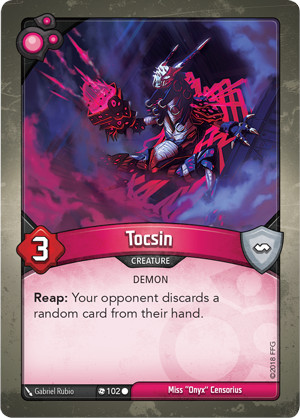 Tocsin
CREATURE
3
DEMON
Reap: Your opponent discards a
random card from their hand.
©2018 FFG
Gabriel Rubio
102
Miss "Onyx" Censorius